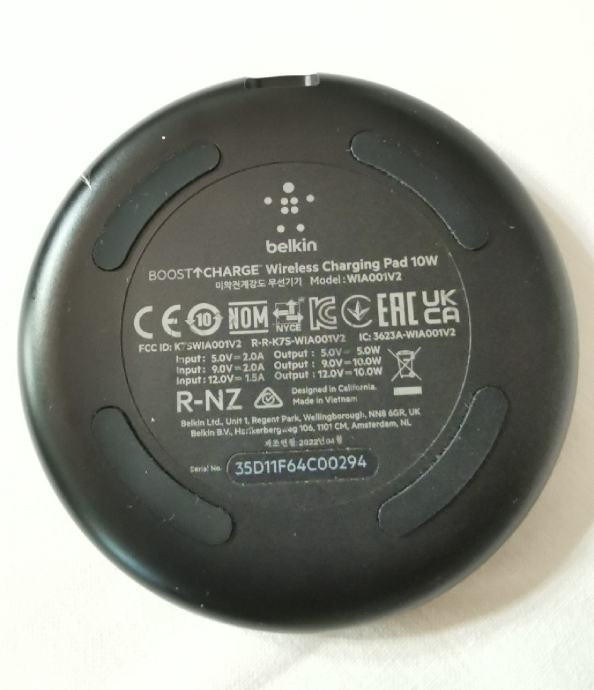 belkin
BOOST↑CHARGE™ Wireless Charging Pad 10W
미약전계강도 무선기기 Model: WIA001V2
CE 10 NOM NYCE KC EAC UKCA
FCC ID: K7SWIA001V2 R-R-K7S-WIA001V2 IC: 3623A-WIA001V2
Input: 5.0V⎓2.0A Output: 5.0V⎓ 5.0W
Input: 9.0V⎓2.0A Output: 9.0V⎓10.0W
Input: 12.0V⎓1.5A Output: 12.0V⎓10.0W
R-NZ
Designed in California.
Made in Vietnam
Belkin Ltd., Unit 1, Regent Park, Wellingborough, NN8 6GR, UK
Belkin B.V., 106, 1101 CM, Amsterdam, NL
제조연월: 2022년04월
Serial No. 35D11F64C00294